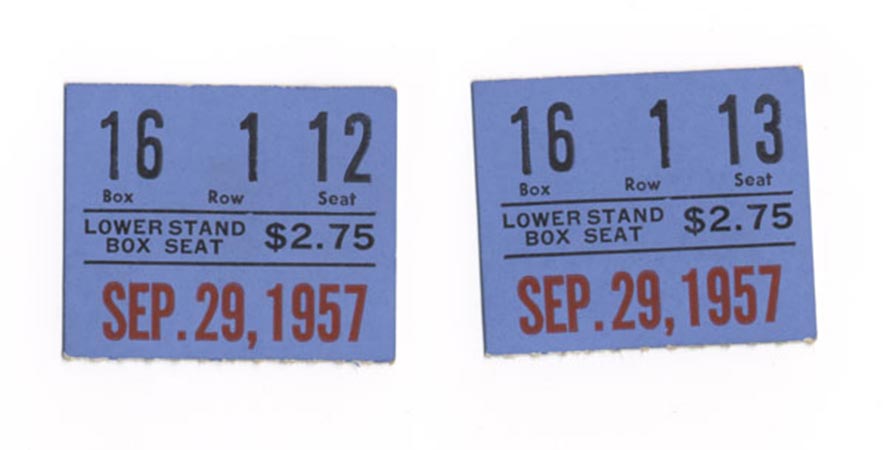 16 1 12
Box Row Seat
LOWER STAND
BOX SEAT $2.75
SEP. 29, 1957
16 1 13
Box Row Seat
LOWER STAND
BOX SEAT $2.75
SEP. 29, 1957